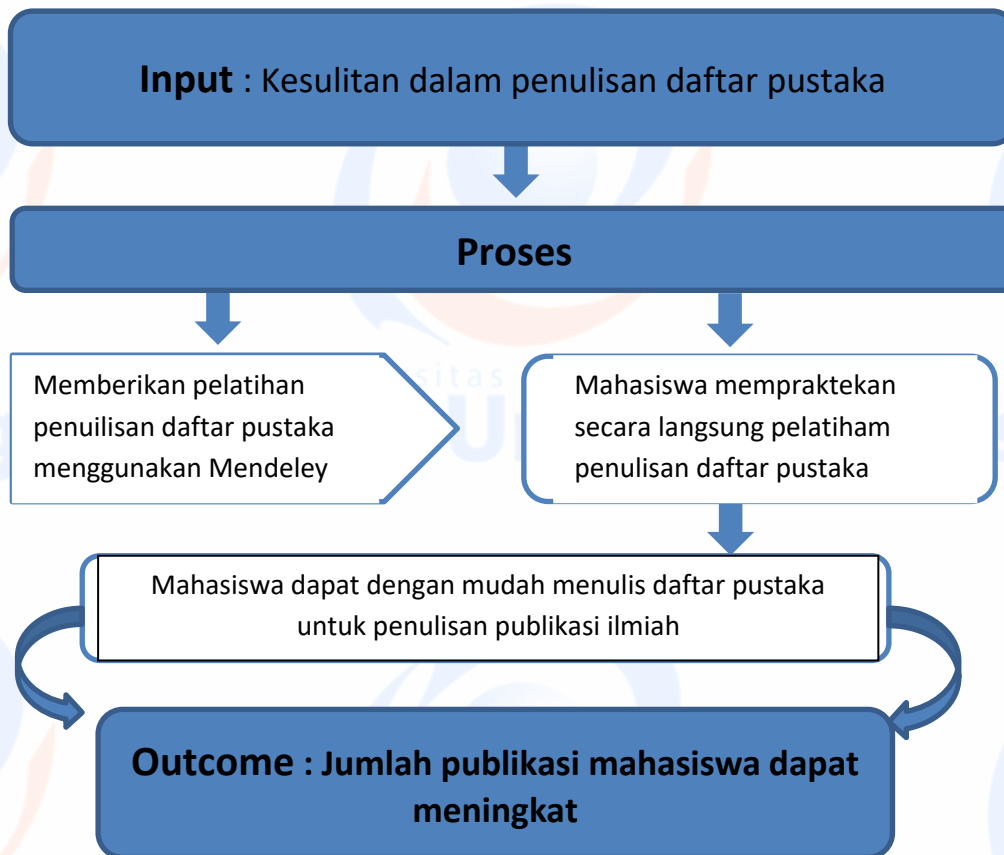 Input : Kesulitan dalam penulisan daftar pustaka
Proses
Memberikan pelatihan
penuilisan daftar pustaka
menggunakan Mendeley
Mahasiswa mempraktekan
secara langsung pelatiham
penulisan daftar pustaka
Mahasiswa dapat dengan mudah menulis daftar pustaka
untuk penulisan publikasi ilmiah
Outcome : Jumlah publikasi mahasiswa dapat
meningkat